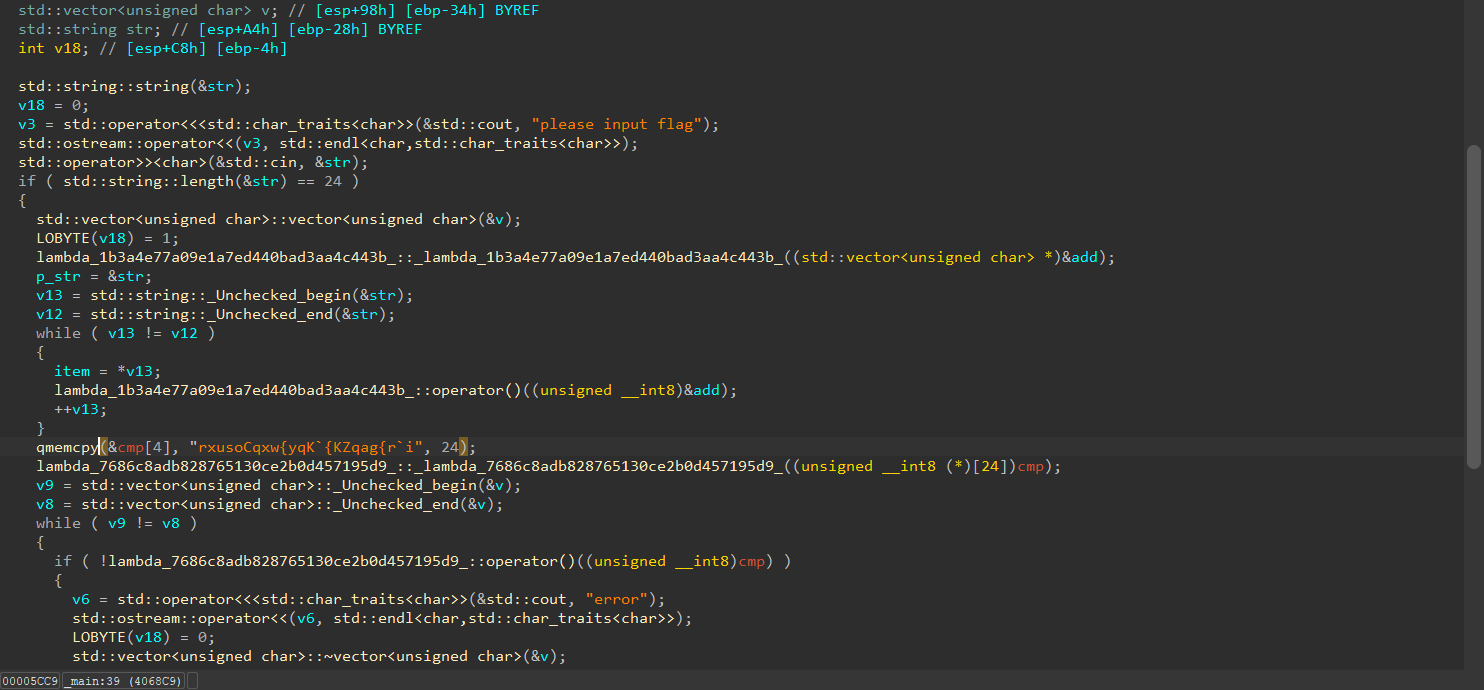 std::vector<unsigned char> v; // [esp+98h] [ebp-34h] BYREF
std::string str; // [esp+A4h] [ebp-28h] BYREF
int v18; // [esp+C8h] [ebp-4h]
std::string::string(&str);
v18 = 0;
v3 = std::operator<<<std::char_traits<char>>(&std::cout, "please input flag");
std::ostream::operator<<(v3, std::endl<char,std::char_traits<char>>);
std::operator>><char>(&std::cin, &str);
if ( std::string::length(&str) == 24 )
{
std::vector<unsigned char>::vector<unsigned char>(&v);
LOBYTE(v18) = 1;
lambda_1b3a4e77a09e1a7ed440bad3aa4c443b_::_lambda_1b3a4e77a09e1a7ed440bad3aa4c443b_((std::vector<unsigned char> *)&add);
p_str = &str;
v13 = std::string::_Unchecked_begin(&str);
v12 = std::string::_Unchecked_end(&str);
while ( v13 != v12 )
{
item = *v13;
lambda_1b3a4e77a09e1a7ed440bad3aa4c443b_::operator()((unsigned __int8)&add);
++v13;
}
qmemcpy(&cmp[4], "rxusoCqxw{yqK`{KZqag{r`i", 24);
lambda_7686c8adb828765130ce2b0d457195d9_::_lambda_7686c8adb828765130ce2b0d457195d9_((unsigned __int8 (*)[24])cmp);
v9 = std::vector<unsigned char>::_Unchecked_begin(&v);
v8 = std::vector<unsigned char>::_Unchecked_end(&v);
while ( v9 != v8 )
{
if ( !lambda_7686c8adb828765130ce2b0d457195d9_::operator()((unsigned __int8)cmp) )
{
v6 = std::operator<<<std::char_traits<char>>(&std::cout, "error");
std::ostream::operator<<(v6, std::endl<char,std::char_traits<char>>);
LOBYTE(v18) = 0;
std::vector<unsigned char>::~vector<unsigned char>(&v);
00005CC9 _main:39 (4068C9)